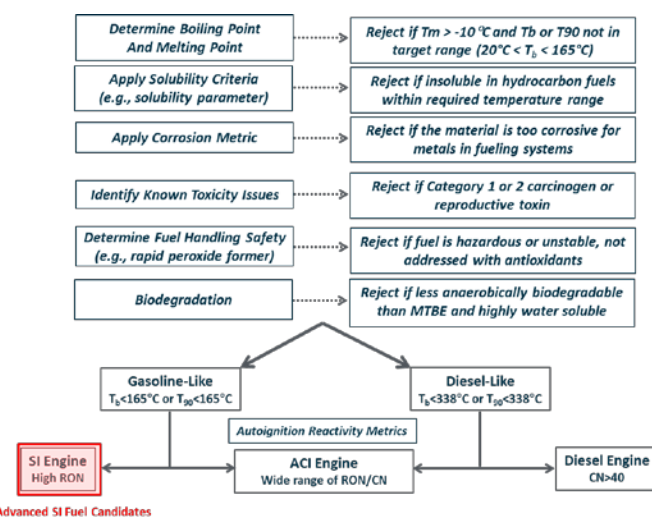 Determine Boiling Point
And Melting Point
Reject if Tm > -10 °C and Tb or T90 not in
target range (20°C < Tb < 165°C)
Apply Solubility Criteria
(e.g., solubility parameter)
Reject if insoluble in hydrocarbon fuels
within required temperature range
Apply Corrosion Metric
Reject if the material is too corrosive for
metals in fueling systems
Identify Known Toxicity Issues
Reject if Category 1 or 2 carcinogen or
reproductive toxin
Determine Fuel Handling Safety
(e.g., rapid peroxide former)
Reject if fuel is hazardous or unstable, not
addressed with antioxidants
Biodegradation
Reject if less anaerobically biodegradable
than MTBE and highly water soluble
Gasoline-Like
Tb<165°C or T90<165°C
Diesel-Like
Tb<338°C or T90<338°C
Autoignition Reactivity Metrics
SI Engine
High RON
ACI Engine
Wide range of RON/CN
Diesel Engine
CN>40
Advanced SI Fuel Candidates